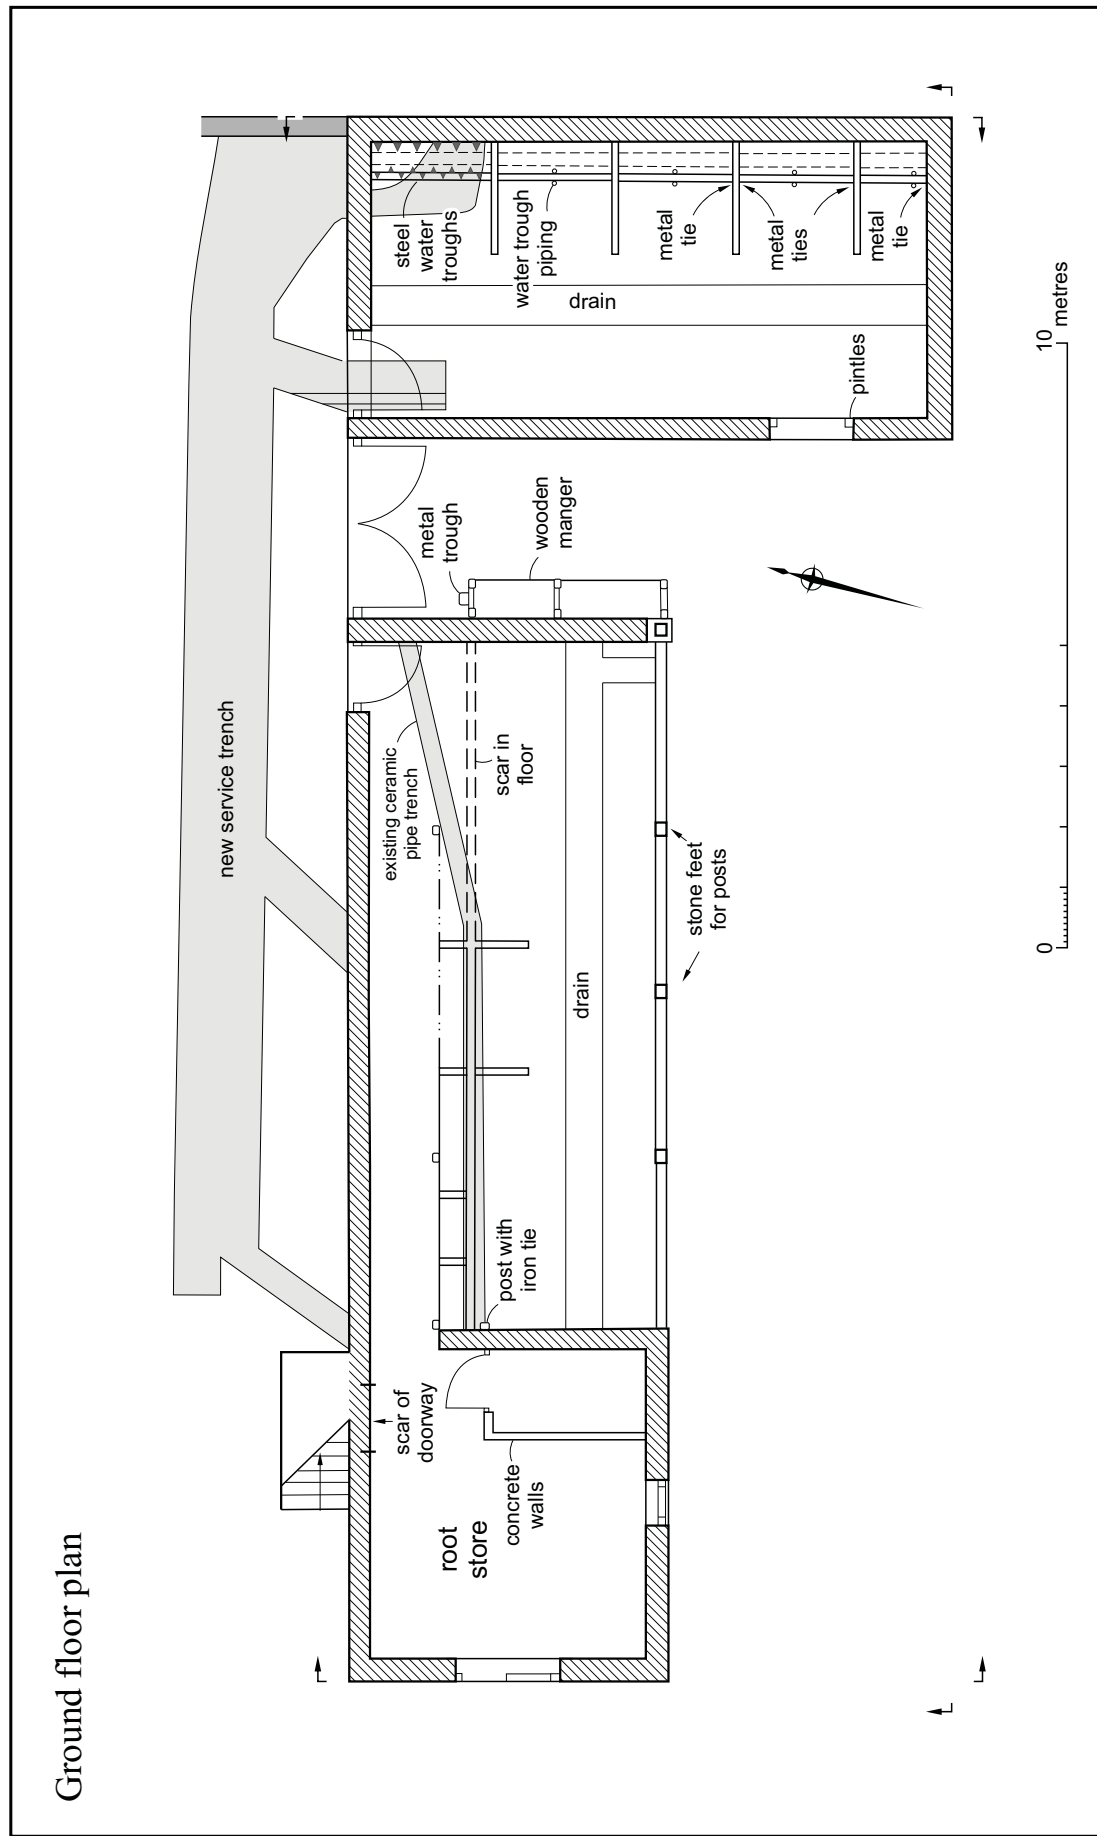 Ground floor plan
new service trench
steel
water
troughs
water trough
piping
metal
tie
metal
ties
metal
tie
drain
pintles
metal
trough
wooden
manger
existing ceramic
pipe trench
scar in
floor
stone feet
for posts
drain
post with
iron tie
scar of
doorway
root
store
concrete
walls
0
10
metres